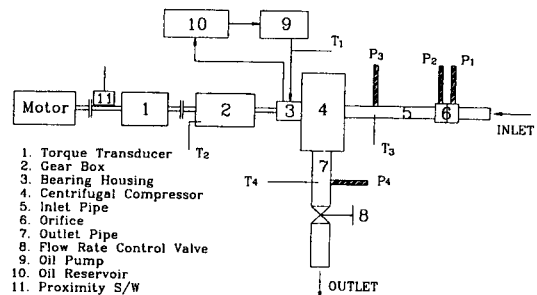 10
9
T1
P3
P2
P1
Motor
11
1
2
3
4
5
6
INLET
T2
T3
7
T4
P4
8
1. Torque Transducer
2. Gear Box
3. Bearing Housing
4. Centrifugal Compressor
5. Inlet Pipe
6. Orifice
7. Outlet Pipe
8. Flow Rate Control Valve
9. Oil Pump
10. Oil Reservoir
11. Proximity S/W
OUTLET